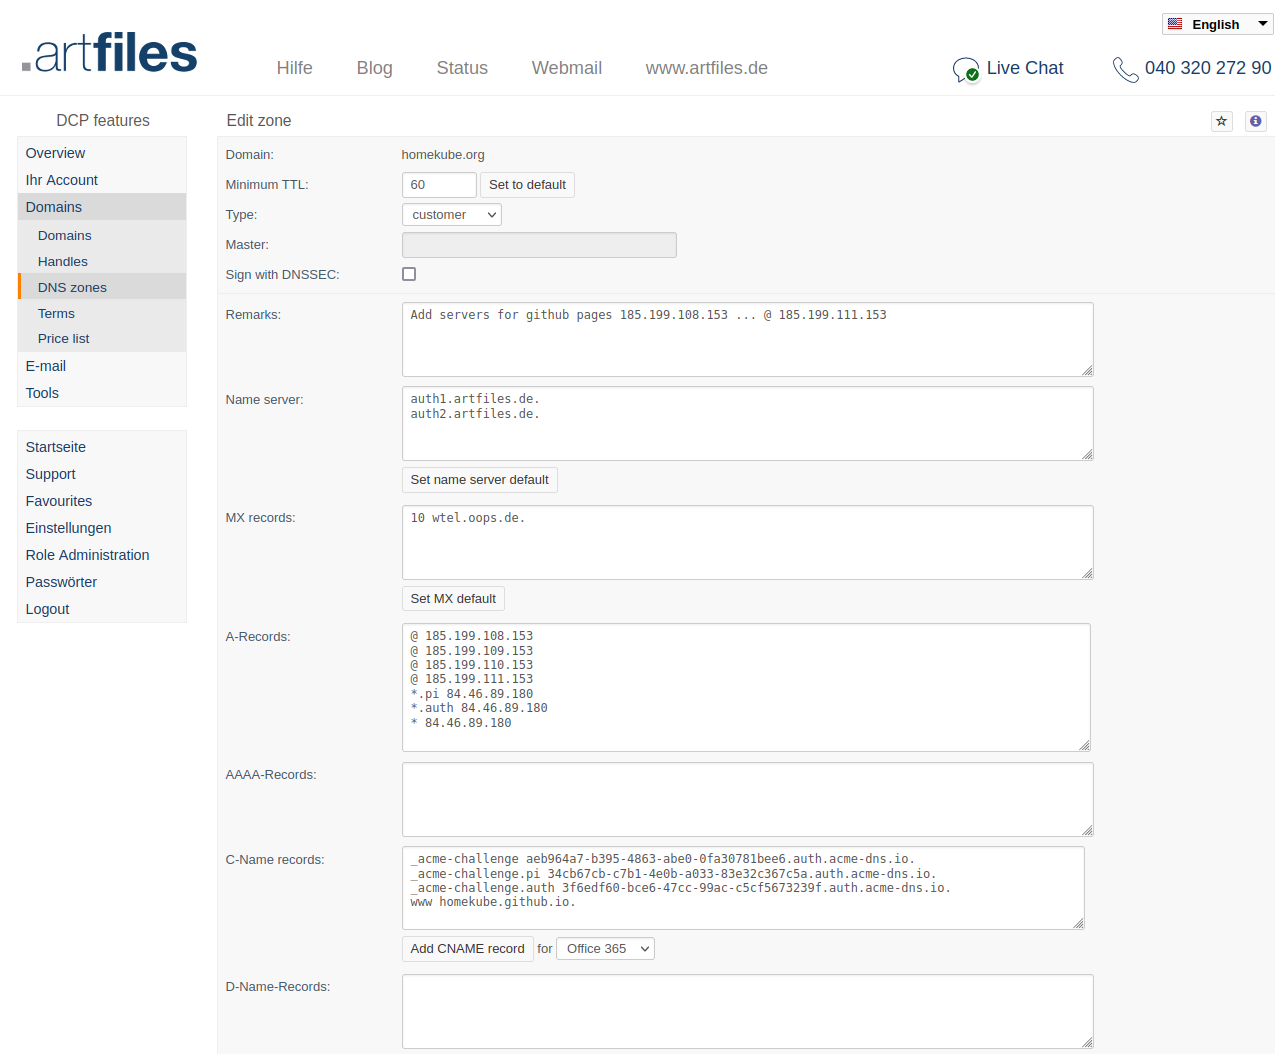 English
.artfiles
Hilfe Blog Status Webmail www.artfiles.de
Live Chat 040 320 272 90
DCP features
Overview
Ihr Account
Domains
Domains
Handles
DNS zones
Terms
Price list
E-mail
Tools
Startseite
Support
Favourites
Einstellungen
Role Administration
Passwörter
Logout
Edit zone
Domain: homekube.org
Minimum TTL: 60 Set to default
Type: customer
Master:
Sign with DNSSEC:
Remarks: Add servers for github pages 185.199.108.153 ... @ 185.199.111.153
Name server: auth1.artfiles.de.
auth2.artfiles.de.
Set name server default
MX records: 10 wtel.oops.de.
Set MX default
A-Records: @ 185.199.108.153
@ 185.199.109.153
@ 185.199.110.153
@ 185.199.111.153
*.pi 84.46.89.180
*.auth 84.46.89.180
* 84.46.89.180
AAAA-Records:
C-Name records: _acme-challenge aeb964a7-b395-4863-abe0-0fa30781bee6.auth.acme-dns.io.
_acme-challenge.pi 34cb67cb-c7b1-4e0b-a033-83e32c367c5a.auth.acme-dns.io.
_acme-challenge.auth 3f6edf60-bce6-47cc-99ac-c5cf5673239f.auth.acme-dns.io.
www homekube.github.io.
Add CNAME record for Office 365
D-Name-Records: